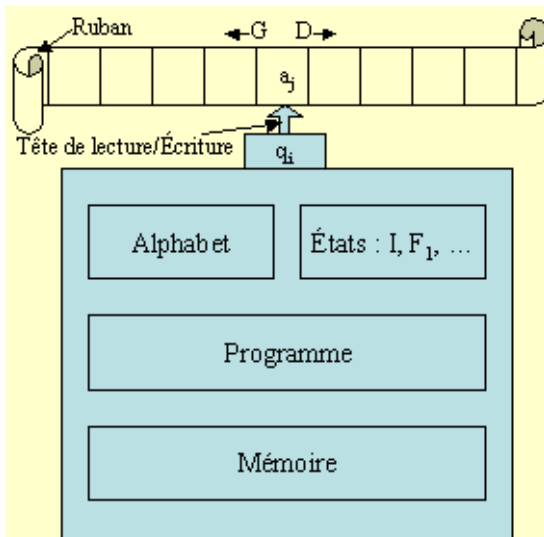 Ruban
G D
aj
Tête de lecture/Écriture
qi
Alphabet
États : I, F1, ...
Programme
Mémoire